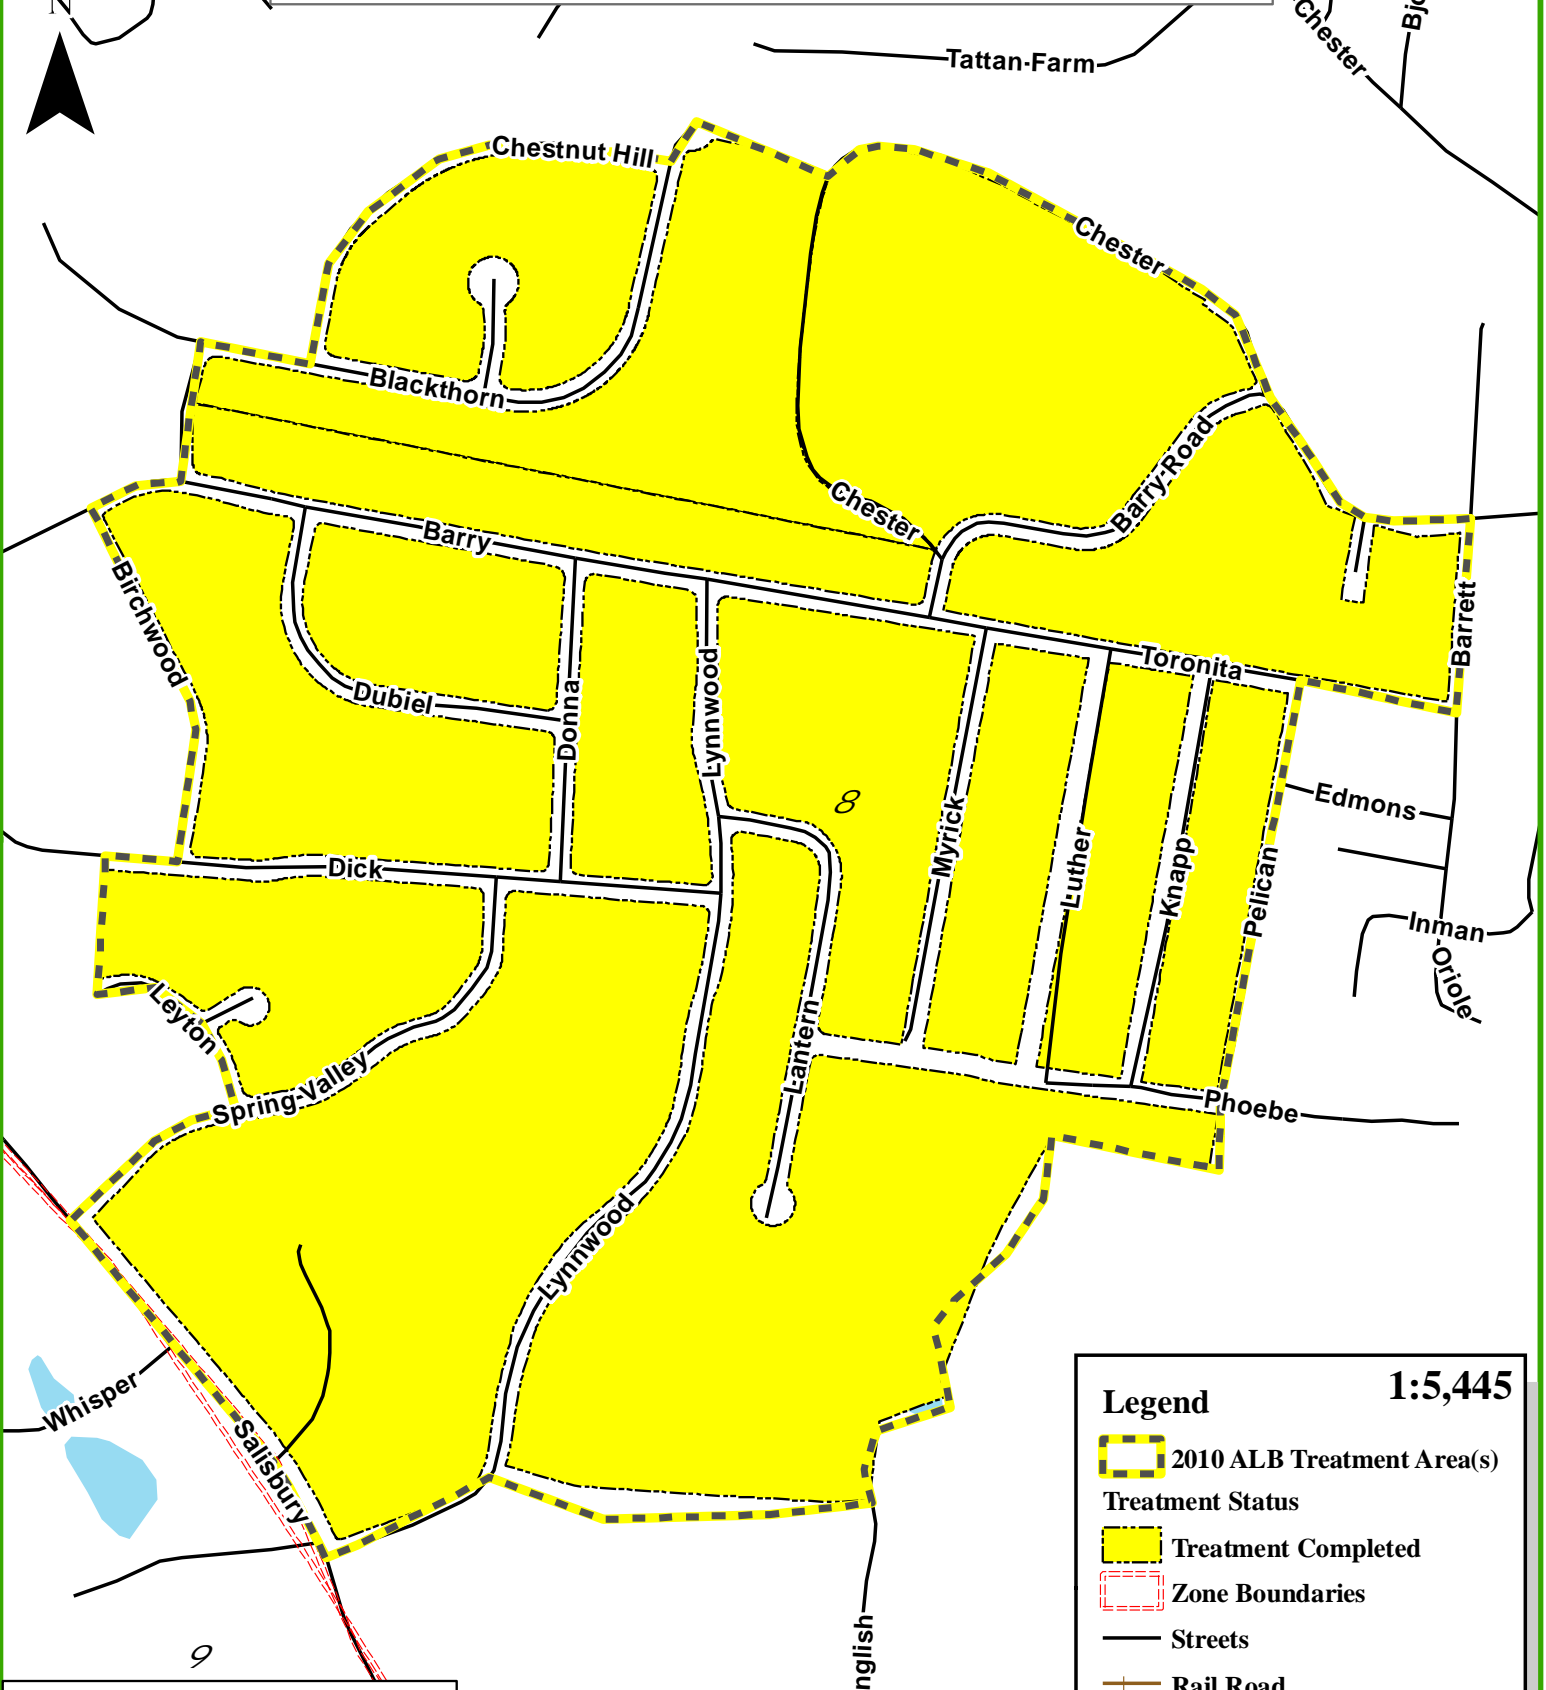 N
Chester
Tattan-Farm
Chestnut Hill
Chester
Blackthorn
Barry-Road
Chester
Barry
Birchwood
Barrett
Toronita
Dubiel
Donna
Lynnwood
8
Edmons
Myrick
Luther
Knapp
Pelican
Dick
Inman
Oriole
Leyton
Lantern
Spring-Valley
Phoebe
Lynnwood
Whisper
Salisbury
9
nglish
1:5,445
Legend
2010 ALB Treatment Area(s)
Treatment Status
Treatment Completed
Zone Boundaries
Streets
Rail Road